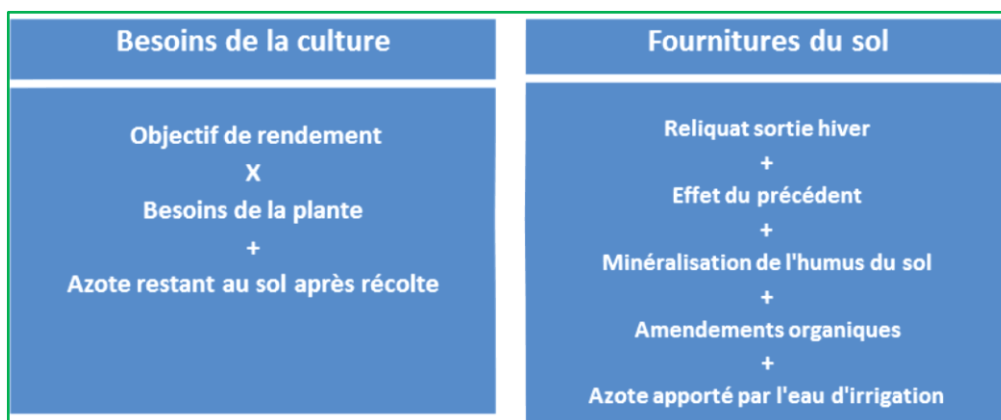 Besoins de la culture
Objectif de rendement
X
Besoins de la plante
+
Azote restant au sol après récolte
Fournitures du sol
Reliquat sortie hiver
+
Effet du précédent
+
Minéralisation de l'humus du sol
+
Amendements organiques
+
Azote apporté par l'eau d'irrigation